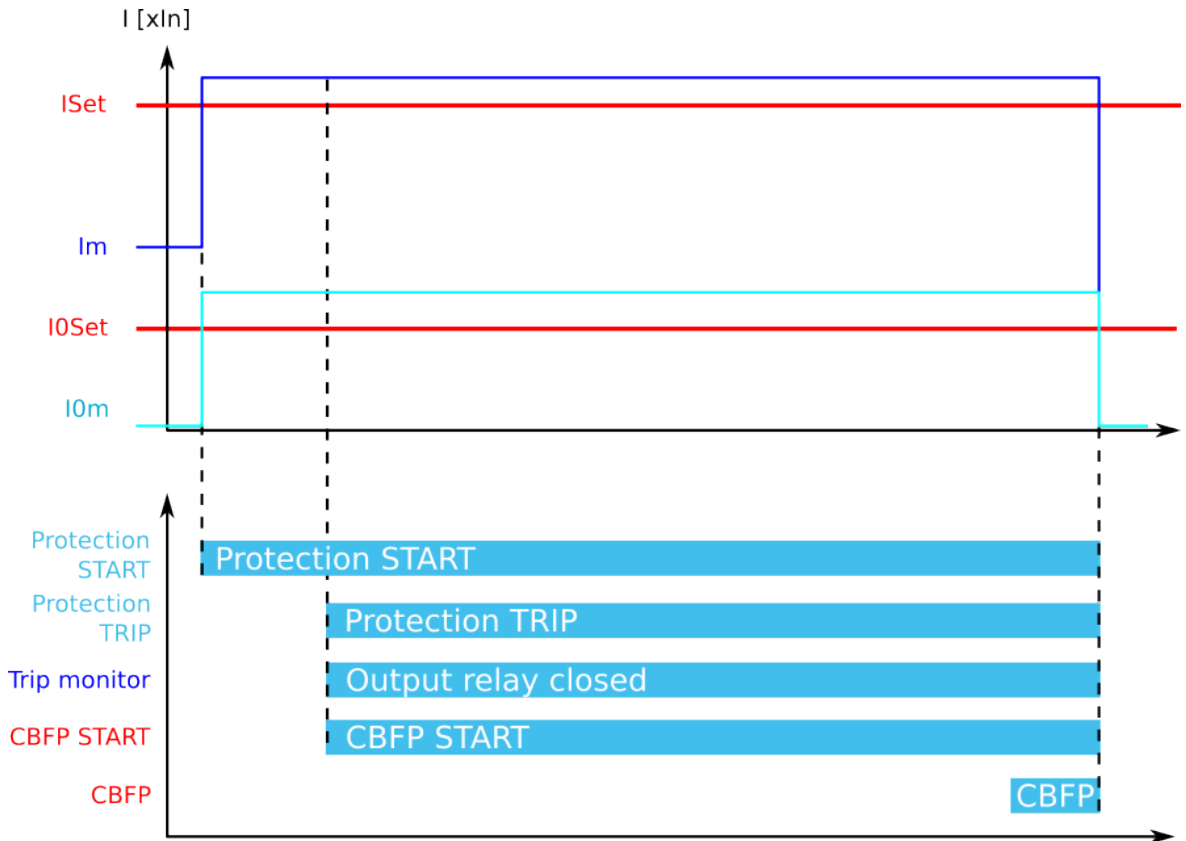 I [xIn]
ISet
Im
I0Set
I0m
Protection
START
Protection START
Protection
TRIP
Protection TRIP
Trip monitor
Output relay closed
CBFP START
CBFP START
CBFP
CBFP